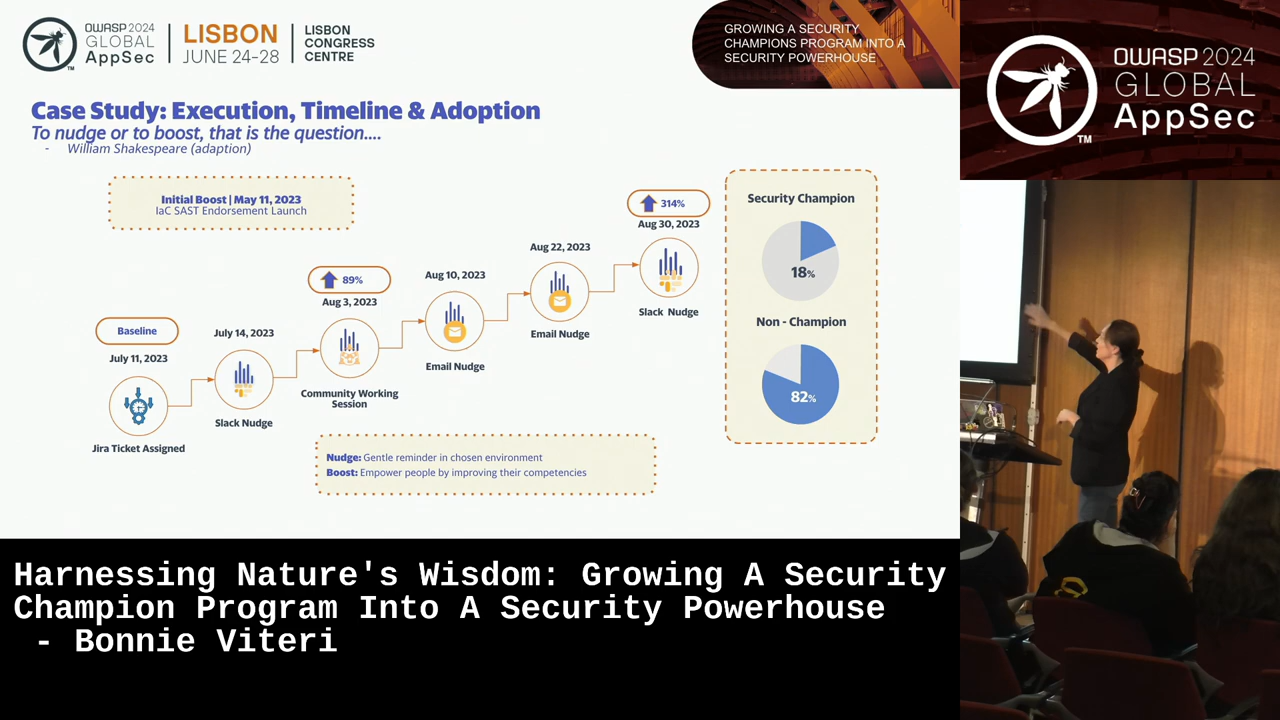 OWASP 2024
GLOBAL
AppSec
TM
LISBON
JUNE 24-28
LISBON
CONGRESS
CENTRE
GROWING A SECURITY
CHAMPIONS PROGRAM INTO A
SECURITY POWERHOUSE
OWASP 2024
GLOBAL
AppSec
TM
Case Study: Execution, Timeline & Adoption
To nudge or to boost, that is the question....
- William Shakespeare (adaption)
Initial Boost | May 11, 2023
IaC SAST Endorsement Launch
Baseline
July 11, 2023
Jira Ticket Assigned
July 14, 2023
Slack Nudge
89%
Aug 3, 2023
Community Working
Session
Aug 10, 2023
Email Nudge
Aug 22, 2023
Email Nudge
314%
Aug 30, 2023
Slack Nudge
Security Champion
18%
Non - Champion
82%
Nudge: Gentle reminder in chosen environment
Boost: Empower people by improving their competencies
Harnessing Nature's Wisdom: Growing A Security
Champion Program Into A Security Powerhouse
- Bonnie Viteri